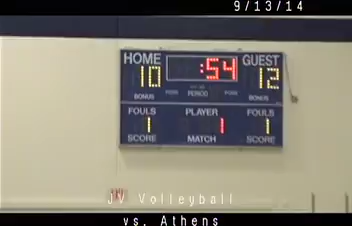 9/13/14
HOME :54 GUEST
10 12
BONUS PERIOD BONUS
FOULS PLAYER FOULS
1 1 1
SCORE MATCH SCORE
JV Volleyball
vs. Athens